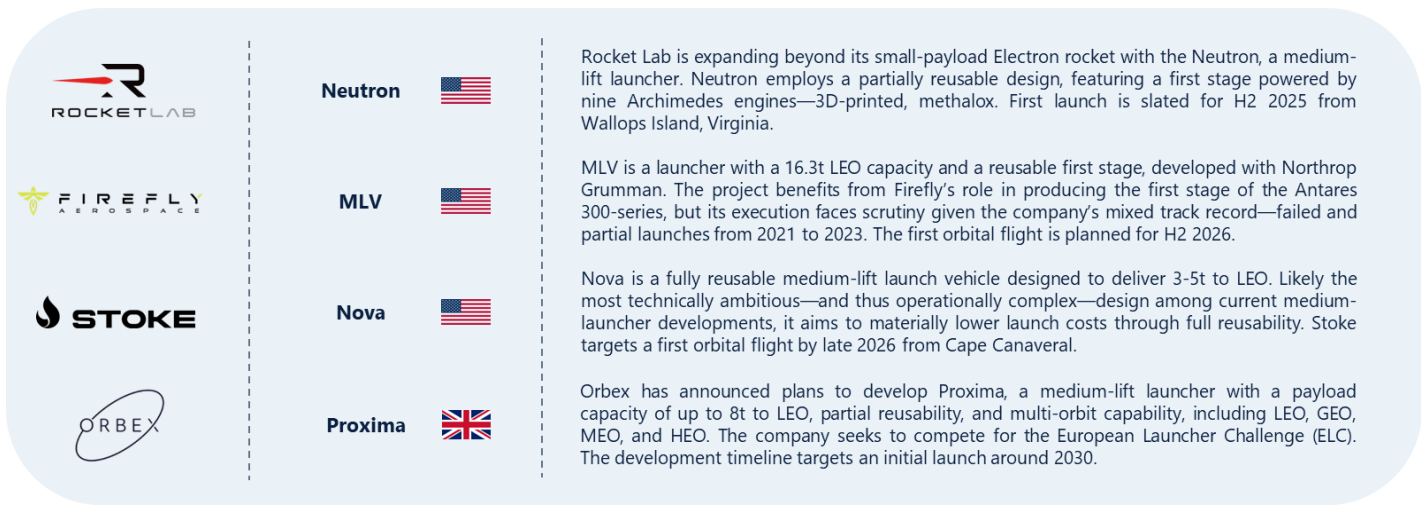 ROCKETLAB
Neutron
Rocket Lab is expanding beyond its small-payload Electron rocket with the Neutron, a medium-
lift launcher. Neutron employs a partially reusable design, featuring a first stage powered by
nine Archimedes engines—3D-printed, methalox. First launch is slated for H2 2025 from
Wallops Island, Virginia.
FIREFLY
AEROSPACE
MLV
MLV is a launcher with a 16.3t LEO capacity and a reusable first stage, developed with Northrop
Grumman. The project benefits from Firefly’s role in producing the first stage of the Antares
300-series, but its execution faces scrutiny given the company’s mixed track record—failed and
partial launches from 2021 to 2023. The first orbital flight is planned for H2 2026.
STOKE
Nova
Nova is a fully reusable medium-lift launch vehicle designed to deliver 3-5t to LEO. Likely the
most technically ambitious—and thus operationally complex—design among current medium-
launcher developments, it aims to materially lower launch costs through full reusability. Stoke
targets a first orbital flight by late 2026 from Cape Canaveral.
ORBEX
Proxima
Orbex has announced plans to develop Proxima, a medium-lift launcher with a payload
capacity of up to 8t to LEO, partial reusability, and multi-orbit capability, including LEO, GEO,
MEO, and HEO. The company seeks to compete for the European Launcher Challenge (ELC).
The development timeline targets an initial launch around 2030.